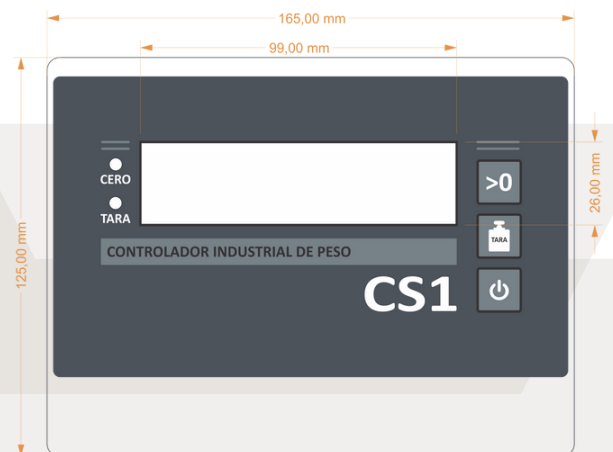 165,00 mm
99,00 mm
CERO
TARA
>0
26,00 mm
TARA
125,00 mm
CONTROLADOR INDUSTRIAL DE PESO
CS1